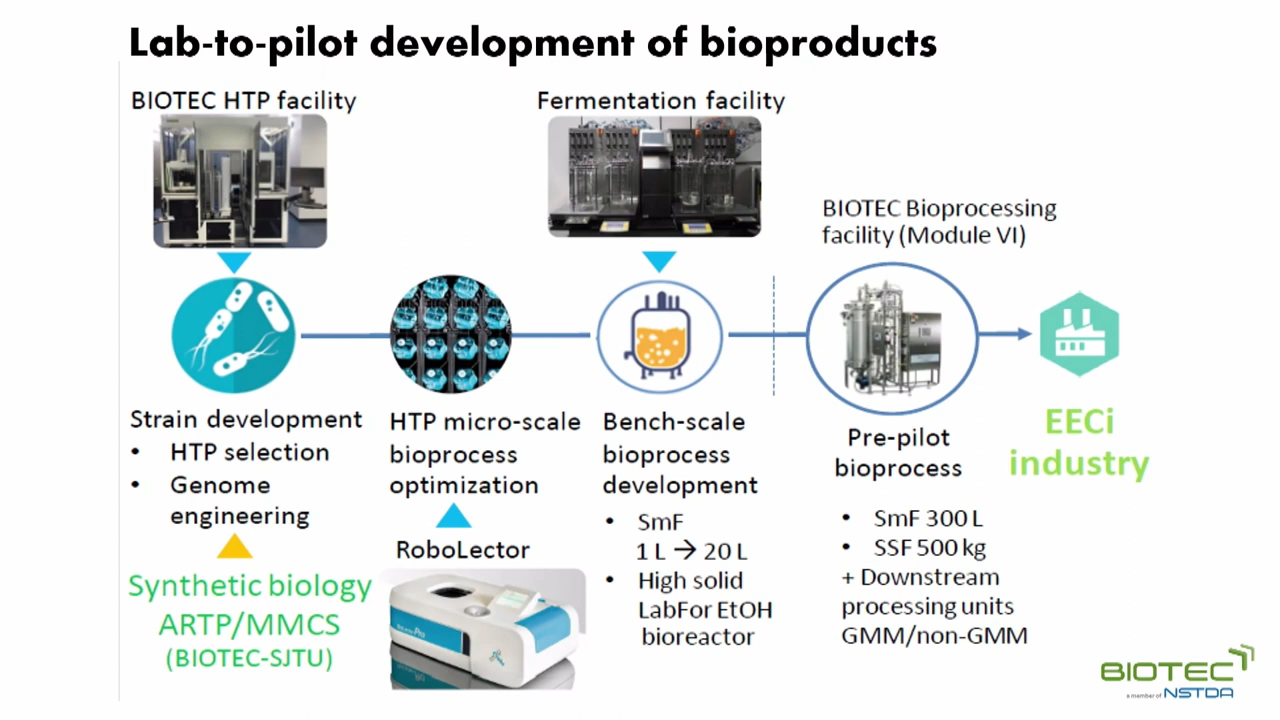 Lab-to-pilot development of bioproducts
BIOTEC HTP facility
Fermentation facility
BIOTEC Bioprocessing
facility (Module VI)
Strain development
• HTP selection
• Genome
engineering
Synthetic biology
ARTP/MMCS
(BIOTEC-SJTU)
HTP micro-scale
bioprocess
optimization
RoboLector
Bench-scale
bioprocess
development
• SmF
1 L → 20 L
• High solid
LabFor EtOH
bioreactor
Pre-pilot
bioprocess
• SmF 300 L
• SSF 500 kg
+ Downstream
processing units
GMM/non-GMM
EECi
industry
BIOTEC
a member of NSTDA